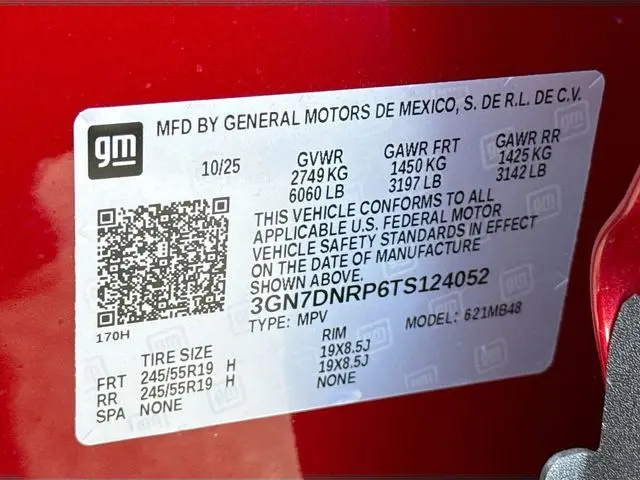 gm
MFD BY GENERAL MOTORS DE MEXICO, S. DE R.L. DE C.V.
10/25 GVWR GAWR FRT GAWR RR
2749 KG 1450 KG 1425 KG
6060 LB 3197 LB 3142 LB
THIS VEHICLE CONFORMS TO ALL
APPLICABLE U.S. FEDERAL MOTOR
VEHICLE SAFETY STANDARDS IN EFFECT
ON THE DATE OF MANUFACTURE
SHOWN ABOVE.
3GN7DNRP6TS124052
TYPE: MPV MODEL: 621MB48
170H
TIRE SIZE RIM
FRT 245/55R19 H 19X8.5J
RR 245/55R19 H 19X8.5J
SPA NONE NONE